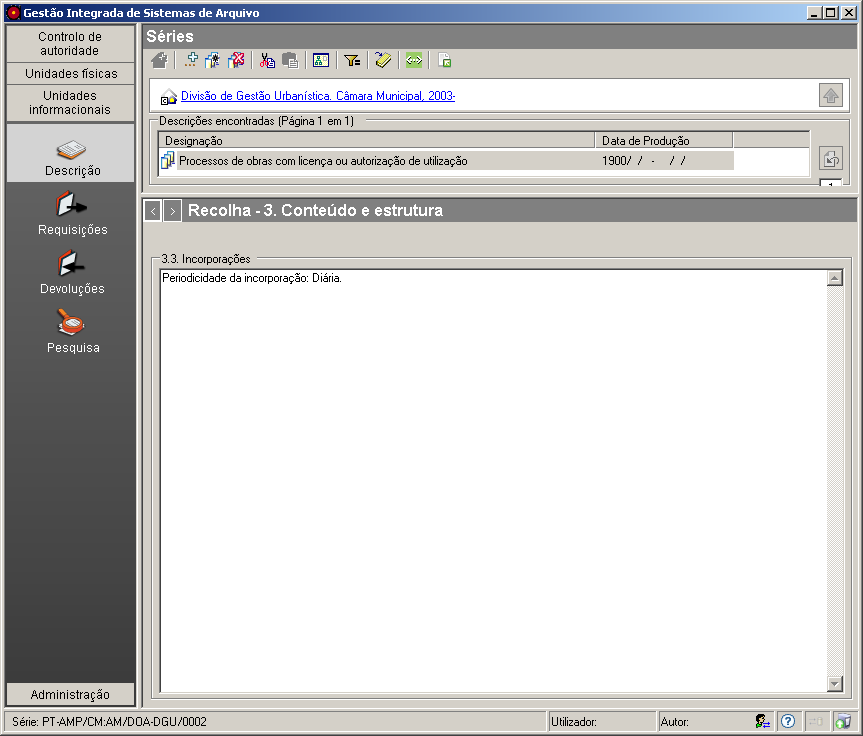 Gestão Integrada de Sistemas de Arquivo
Controlo de
autoridade
Unidades físicas
Unidades
informacionais
Descrição
Requisições
Devoluções
Pesquisa
Administração
Séries
Divisão de Gestão Urbanística. Câmara Municipal, 2003-
Descrições encontradas (Página 1 em 1)
Designação Data de Produção
Processos de obras com licença ou autorização de utilização 1900/ / - / /
< > Recolha - 3. Conteúdo e estrutura
3.3. Incorporações
Periodicidade da incorporação: Diária.
Série: PT-AMP/CM:AM/DOA-DGU/0002 Utilizador: Autor: